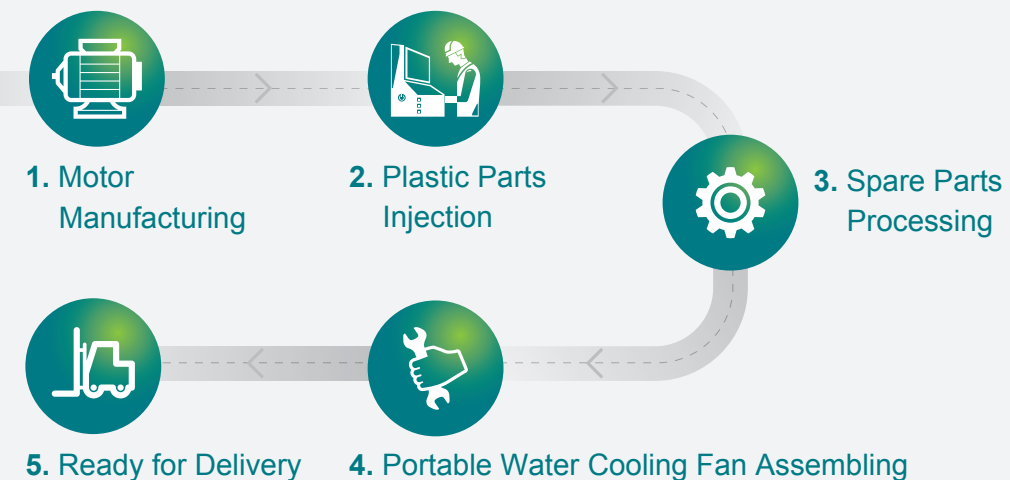 1. Motor
Manufacturing
2. Plastic Parts
Injection
3. Spare Parts
Processing
5. Ready for Delivery
4. Portable Water Cooling Fan Assembling